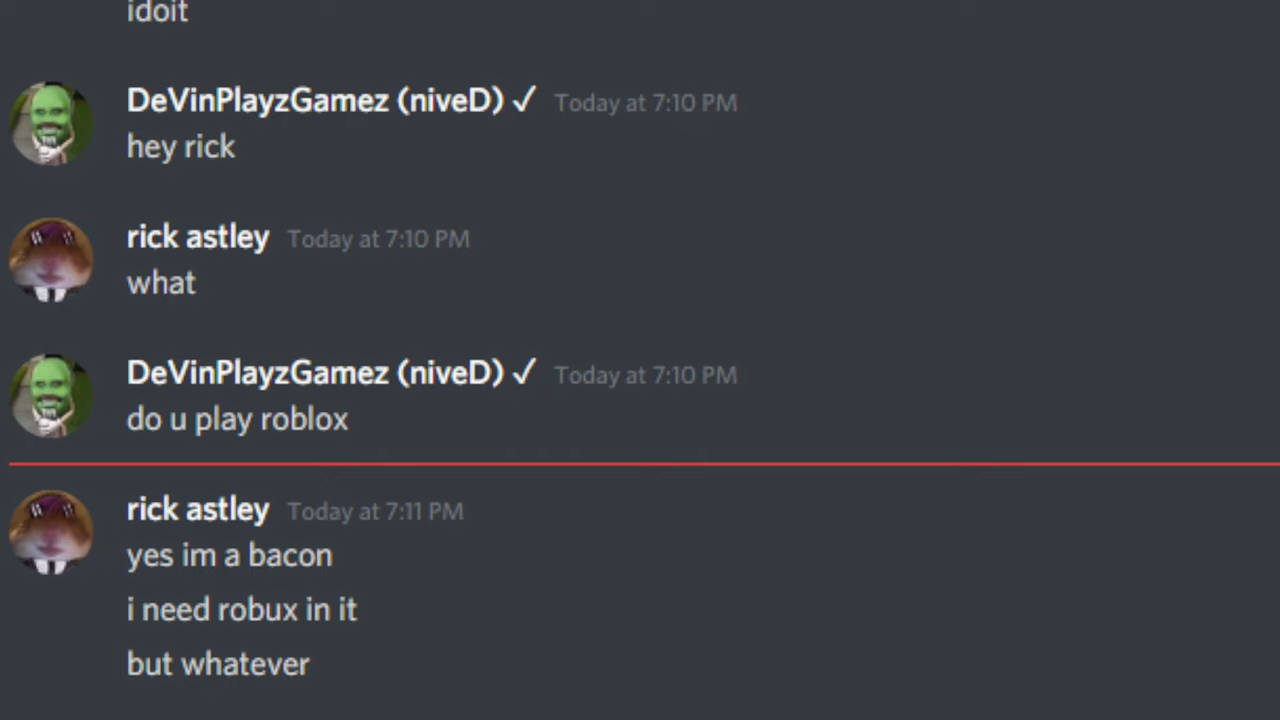 idoit
DeVinPlayzGamez (niveD) ✓ Today at 7:10 PM
hey rick
rick astley Today at 7:10 PM
what
DeVinPlayzGamez (niveD) ✓ Today at 7:10 PM
do u play roblox
rick astley Today at 7:11 PM
yes im a bacon
i need robux in it
but whatever